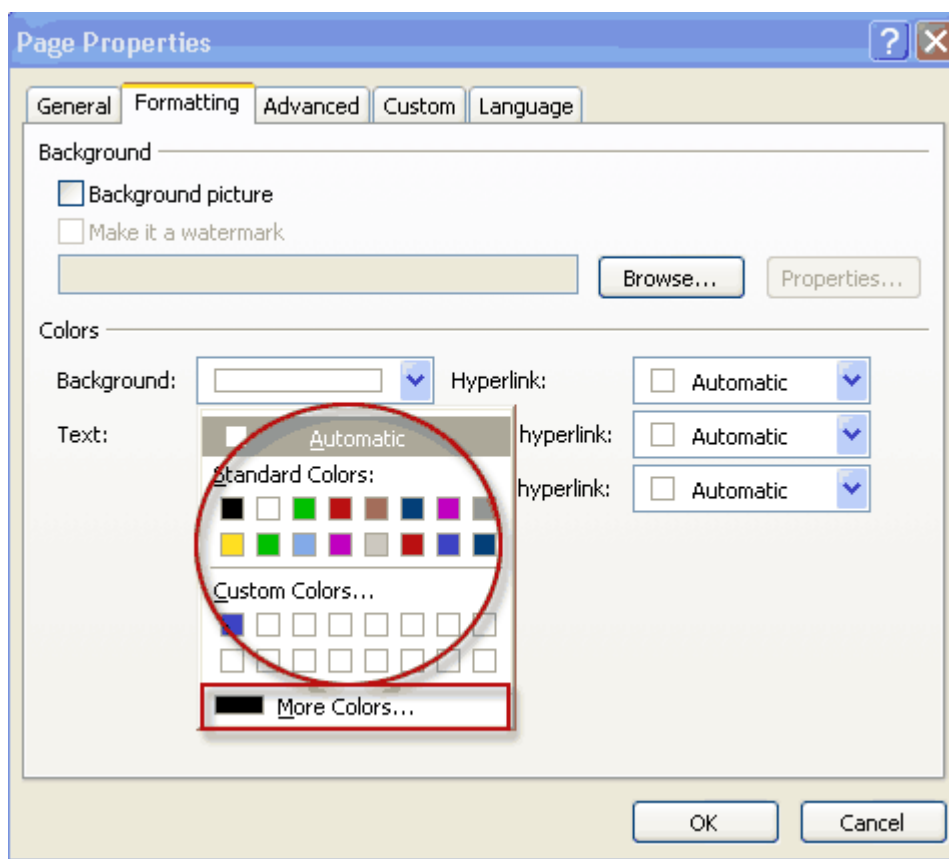 Page Properties
General Formatting Advanced Custom Language
Background
Background picture
Make it a watermark
Browse... Properties...
Colors
Background: Hyperlink: Automatic
Text: Automatic hyperlink: Automatic
Standard Colors: hyperlink: Automatic
Custom Colors...
More Colors...
OK Cancel